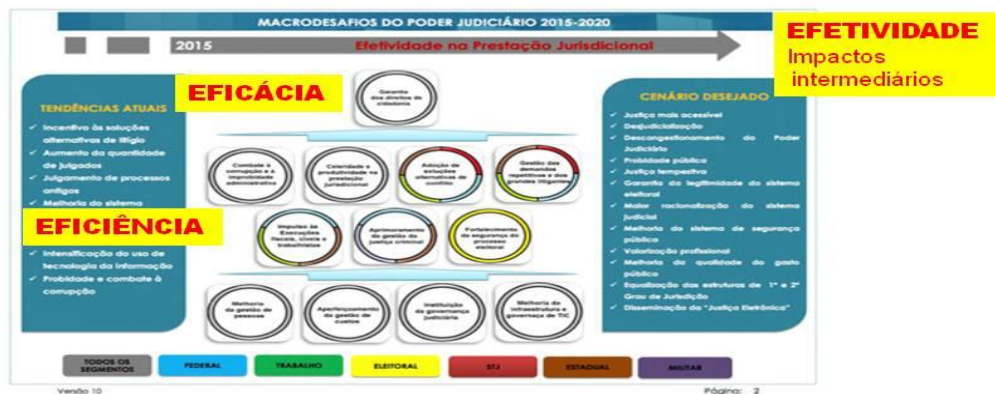 MACRODESAFIOS DO PODER JUDICIÁRIO 2015-2020
2015
Efetividade na Prestação Jurisdicional
EFETIVIDADE
Impactos
intermediários
EFICÁCIA
EFICIÊNCIA
TENDÊNCIAS ATUAIS
✓ Incentivo às soluções
alternativas de litígio
✓ Aumento da quantidade
de julgados
✓ Julgamento de processos
antigos
✓ Melhoria do sistema
✓ Intensificação do uso de
tecnologia da informação
✓ Probidade e combate à
corrupção
Garantia
dos direitos de
cidadania
Combate à
corrupção e à
improbidade
administrativa
Celeridade e
produtividade na
prestação
jurisdicional
Adoção de
soluções
alternativas de
conflito
Gestão das
demandas
repetitivas e dos
grandes litigantes
Impulso às
Execuções
fiscais, cíveis e
trabalhistas
Aprimoramento
da gestão da
justiça criminal
Fortalecimento
da segurança do
processo
eleitoral
Melhoria
da gestão de
pessoas
Aperfeiçoamento
da gestão de
custos
Instituição
da governança
judiciária
Melhoria da
infraestrutura e
governaça de TIC
CENÁRIO DESEJADO
✓ Justiça mais acessível
✓ Desjudicialização
✓ Descongestionamento do Poder
Judiciário
✓ Probidade pública
✓ Justiça tempestiva
✓ Garantia da legitimidade do sistema
eleitoral
✓ Maior racionalização do sistema
judicial
✓ Melhoria do sistema de segurança
pública
✓ Valorização profissional
✓ Melhoria da qualidade do gasto
público
✓ Equalização das estruturas de 1º e 2º
Grau de Jurisdição
✓ Disseminação da "Justiça Eletrônica"
TODOS OS
SEGMENTOS
FEDERAL
TRABALHO
ELEITORAL
STJ
ESTADUAL
MILITAR
Versão 10
Página: 2